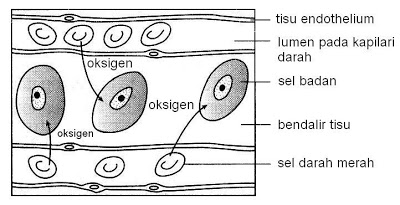 tisu endothelium
lumen pada kapilari
darah
oksigen
sel badan
oksigen
bendalir tisu
oksigen
sel darah merah